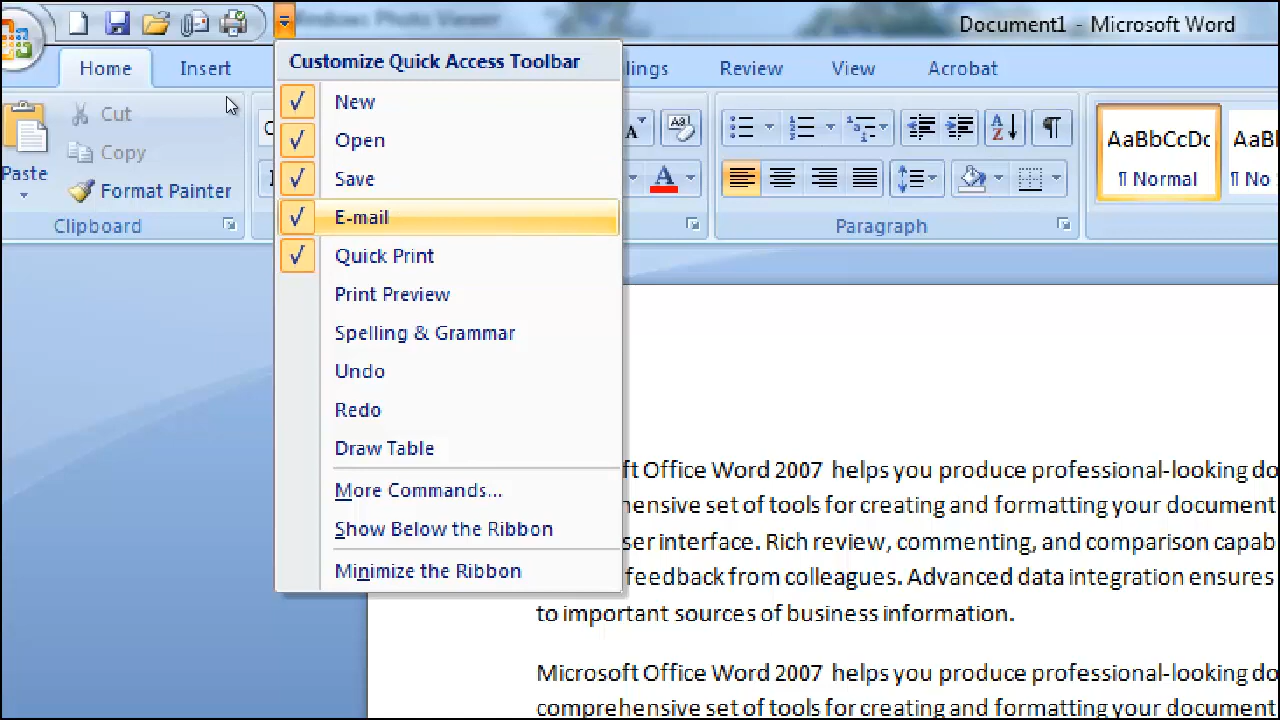 Windows Photo Viewer
Document1 - Microsoft Word
Home
Insert
lings
Review
View
Acrobat
Customize Quick Access Toolbar
New
Open
Save
E-mail
Quick Print
Print Preview
Spelling & Grammar
Undo
Redo
Draw Table
More Commands...
Show Below the Ribbon
Minimize the Ribbon
Paste
Cut
Copy
Format Painter
Clipboard
Paragraph
AaBbCcDc
¶ Normal
AaBl
¶ No
ft Office Word 2007 helps you produce professional-looking do
hensive set of tools for creating and formatting your document
ser interface. Rich review, commenting, and comparison capab
feedback from colleagues. Advanced data integration ensures
to important sources of business information.
Microsoft Office Word 2007 helps you produce professional-looking do
comprehensive set of tools for creating and formatting your document